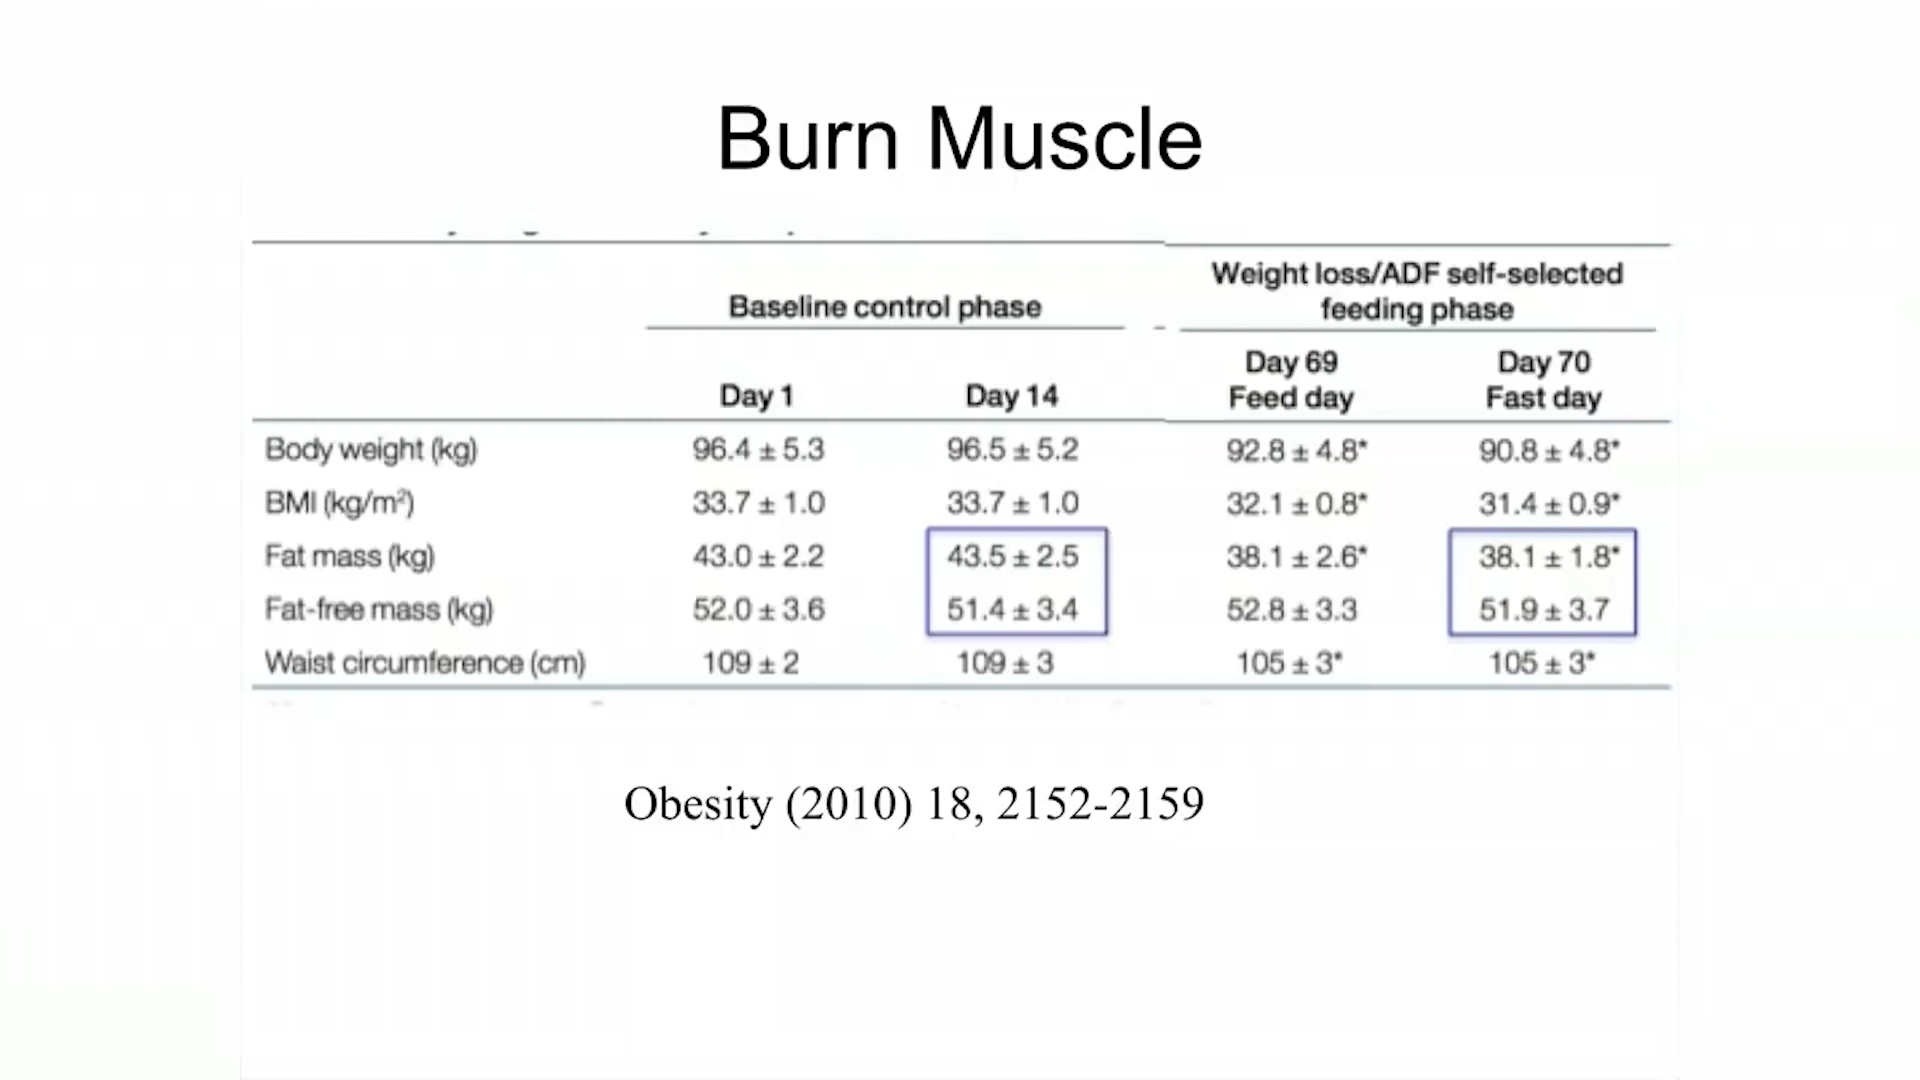 Burn Muscle
Baseline control phase
Weight loss/ADF self-selected
feeding phase
Day 1 Day 14 Day 69 Feed day Day 70 Fast day
Body weight (kg) 96.4 ± 5.3 96.5 ± 5.2 92.8 ± 4.8* 90.8 ± 4.8*
BMI (kg/m²) 33.7 ± 1.0 33.7 ± 1.0 32.1 ± 0.8* 31.4 ± 0.9*
Fat mass (kg) 43.0 ± 2.2 43.5 ± 2.5 38.1 ± 2.6* 38.1 ± 1.8*
Fat-free mass (kg) 52.0 ± 3.6 51.4 ± 3.4 52.8 ± 3.3 51.9 ± 3.7
Waist circumference (cm) 109 ± 2 109 ± 3 105 ± 3* 105 ± 3*
Obesity (2010) 18, 2152-2159